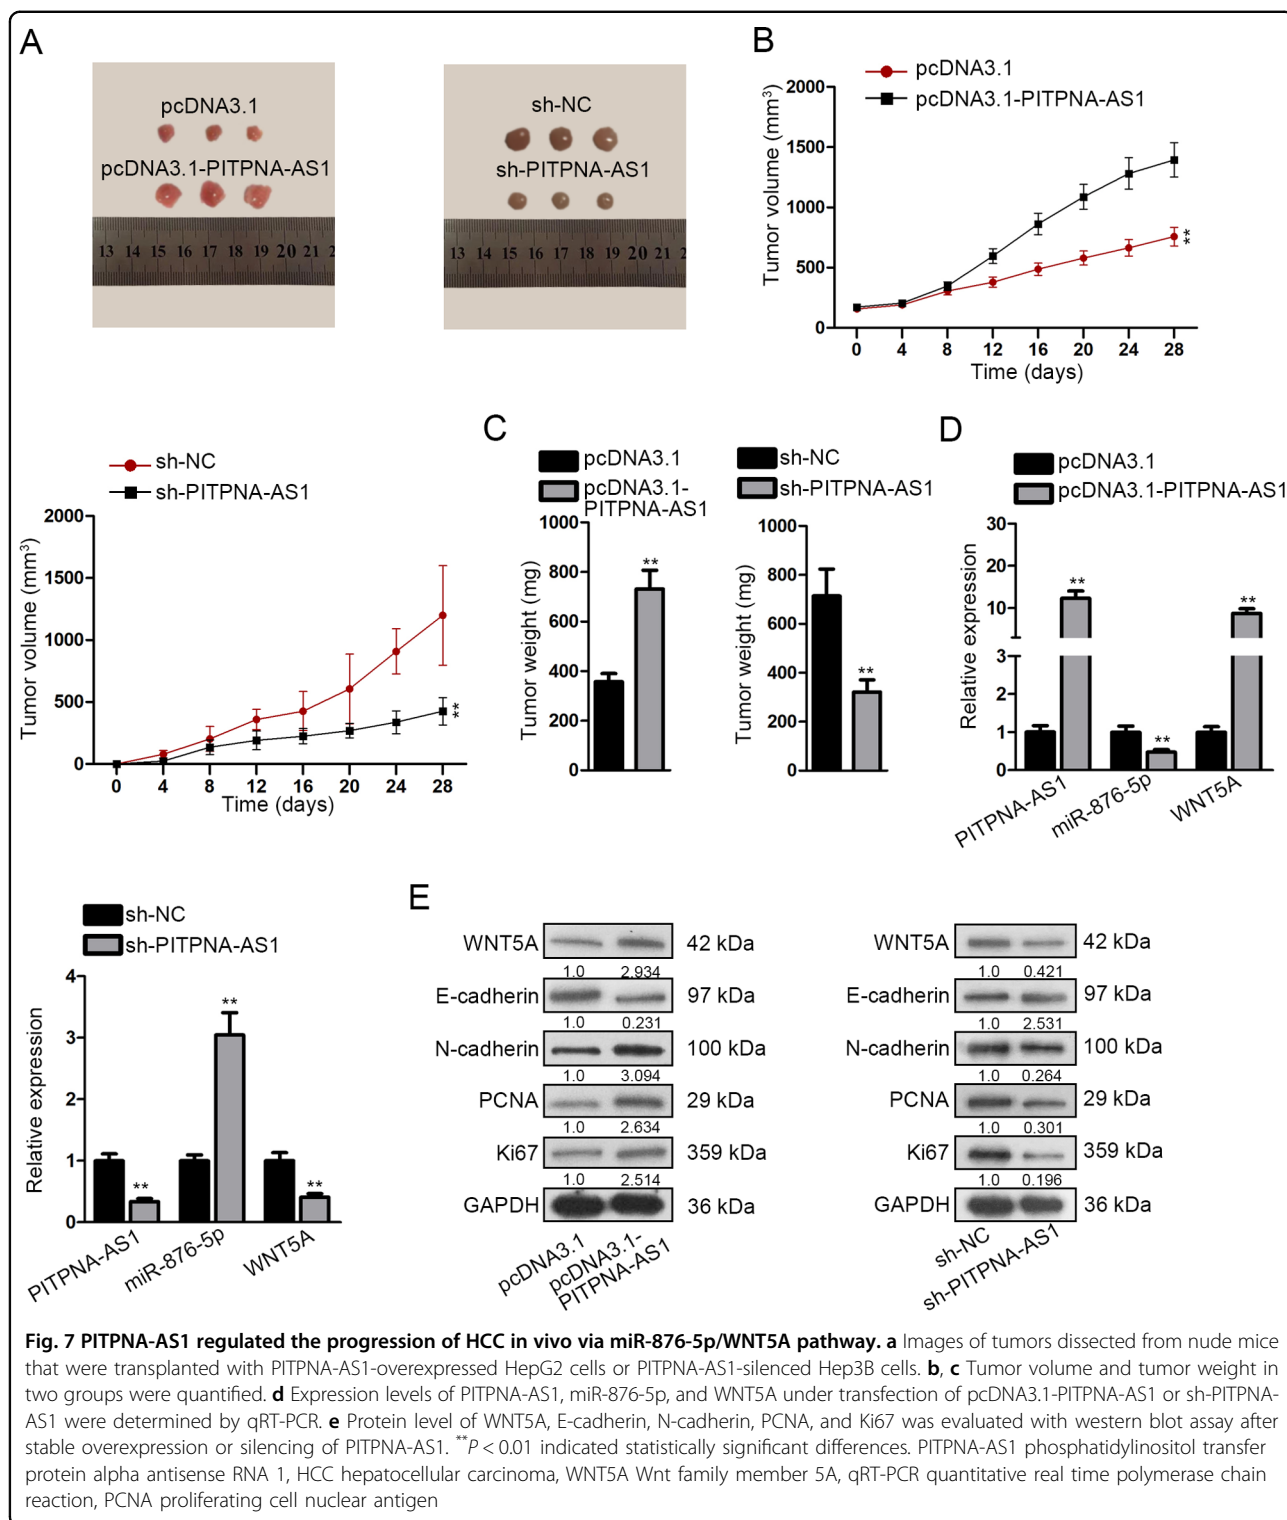 A
pcDNA3.1
pcDNA3.1-PITPNA-AS1
13 14 15 16 17 18 19 20 21 2
sh-NC
sh-PITPNA-AS1
13 14 15 16 17 18 19 20 21 2
B
pcDNA3.1
pcDNA3.1-PITPNA-AS1
Tumor volume (mm³)
2000
1500
1000
500
0
**
0 4 8 12 16 20 24 28
Time (days)
sh-NC
sh-PITPNA-AS1
Tumor volume (mm³)
2000
1500
1000
500
0
**
0 4 8 12 16 20 24 28
Time (days)
C
pcDNA3.1
pcDNA3.1-
PITPNA-AS1
Tumor weight (mg)
1000
800
600
400
200
0
**
sh-NC
sh-PITPNA-AS1
Tumor weight (mg)
1000
800
600
400
200
0
**
D
pcDNA3.1
pcDNA3.1-PITPNA-AS1
Relative expression
30
20
10
3
2
1
0
** ** **
PITPNA-AS1 miR-876-5p WNT5A
sh-NC
sh-PITPNA-AS1
Relative expression
4
3
2
1
0
** ** **
PITPNA-AS1 miR-876-5p WNT5A
E
WNT5A 42 kDa
1.0 2.934
E-cadherin 97 kDa
1.0 0.231
N-cadherin 100 kDa
1.0 3.094
PCNA 29 kDa
1.0 2.634
Ki67 359 kDa
1.0 2.514
GAPDH 36 kDa
pcDNA3.1
pcDNA3.1-
PITPNA-AS1
WNT5A 42 kDa
1.0 0.421
E-cadherin 97 kDa
1.0 2.531
N-cadherin 100 kDa
1.0 0.264
PCNA 29 kDa
1.0 0.301
Ki67 359 kDa
1.0 0.196
GAPDH 36 kDa
sh-NC
sh-PITPNA-AS1
Fig. 7 PITPNA-AS1 regulated the progression of HCC in vivo via miR-876-5p/WNT5A pathway. a Images of tumors dissected from nude mice
that were transplanted with PITPNA-AS1-overexpressed HepG2 cells or PITPNA-AS1-silenced Hep3B cells. b, c Tumor volume and tumor weight in
two groups were quantified. d Expression levels of PITPNA-AS1, miR-876-5p, and WNT5A under transfection of pcDNA3.1-PITPNA-AS1 or sh-PITPNA-
AS1 were determined by qRT-PCR. e Protein level of WNT5A, E-cadherin, N-cadherin, PCNA, and Ki67 was evaluated with western blot assay after
stable overexpression or silencing of PITPNA-AS1. **P < 0.01 indicated statistically significant differences. PITPNA-AS1 phosphatidylinositol transfer
protein alpha antisense RNA 1, HCC hepatocellular carcinoma, WNT5A Wnt family member 5A, qRT-PCR quantitative real time polymerase chain
reaction, PCNA proliferating cell nuclear antigen